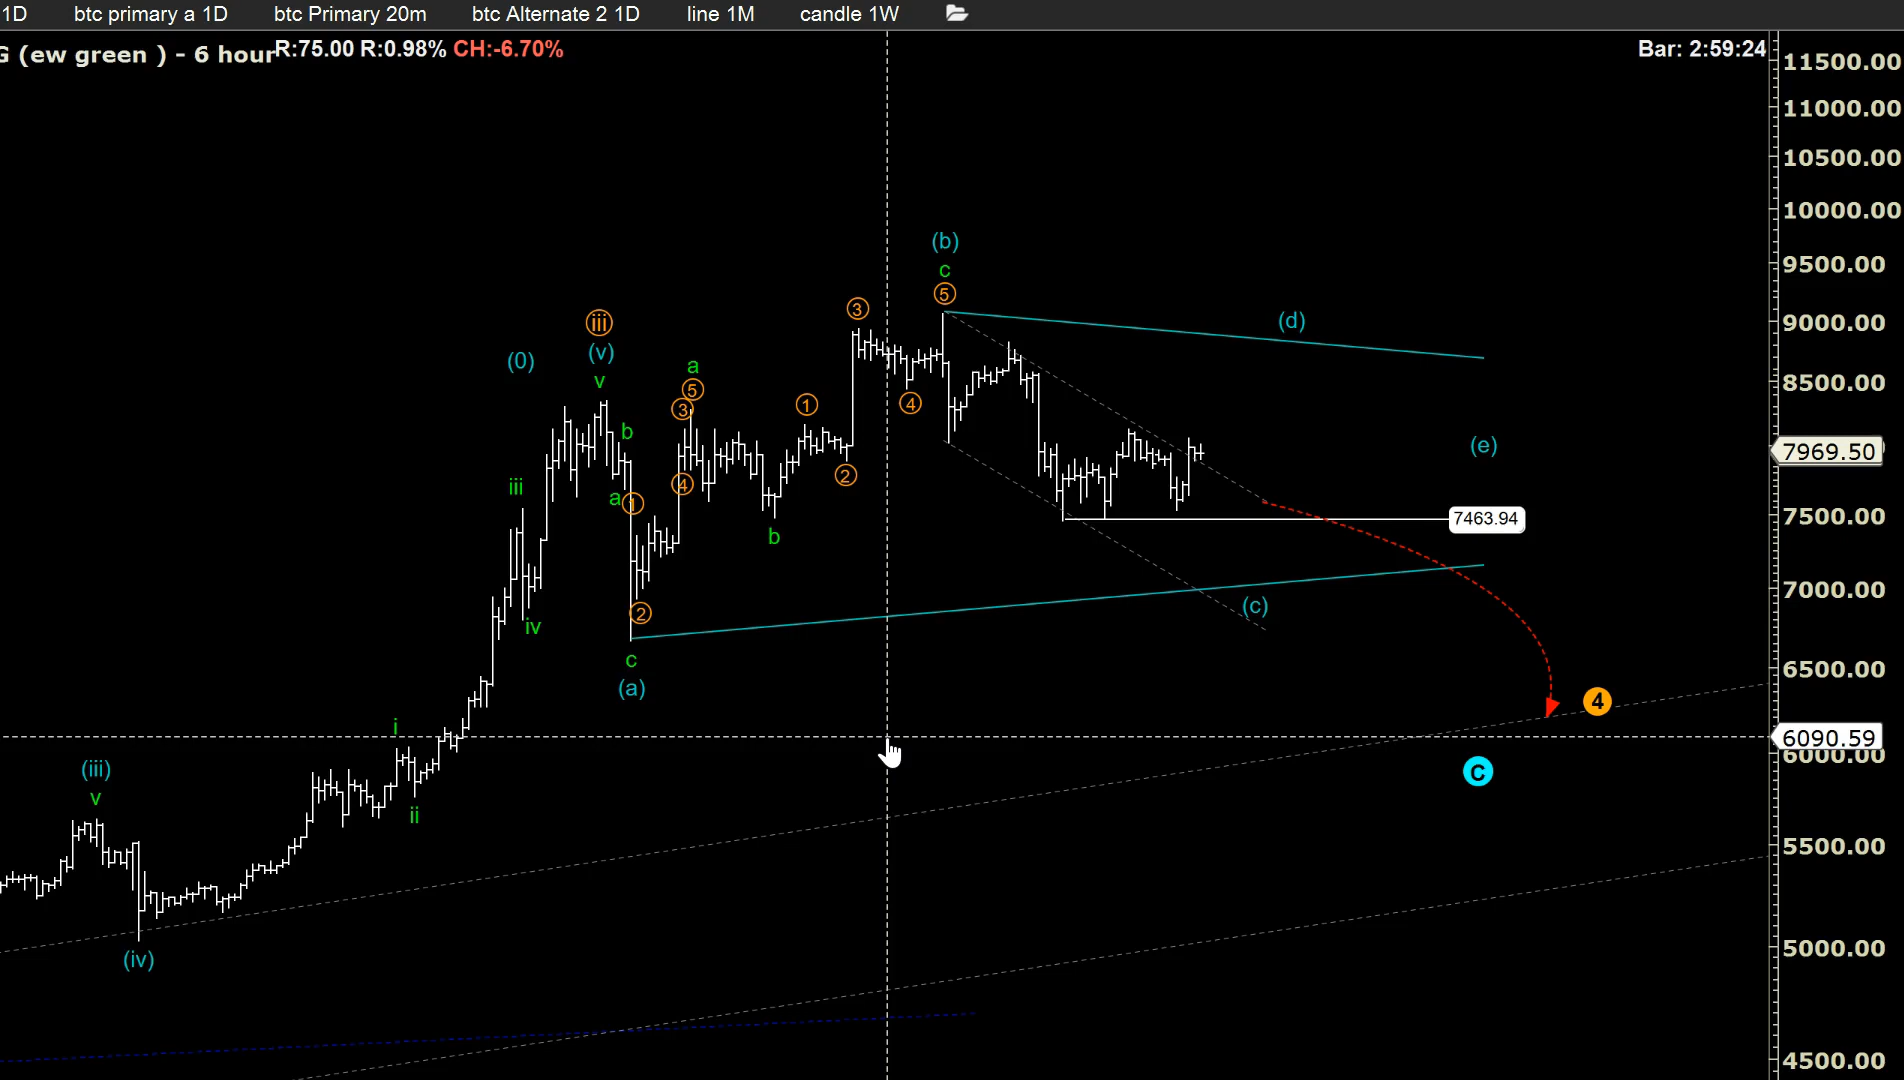 1D btc primary a 1D btc Primary 20m btc Alternate 2 1D line 1M candle 1W
G (ew green ) - 6 hour R:75.00 R:0.98% CH:-6.70% Bar: 2:59:24
11500.00
11000.00
10500.00
10000.00
(b)
9500.00
c
5
3
(d)
9000.00
iii
(v)
(0)
a
v
8500.00
5
3
1
4
b
(e)
7969.50
2
4
iii
a 1
7463.94
7500.00
b
7000.00
(c)
2
iv
c
6500.00
(a)
4
i
6090.59
6000.00
(iii)
C
v
ii
5500.00
5000.00
(iv)
4500.00